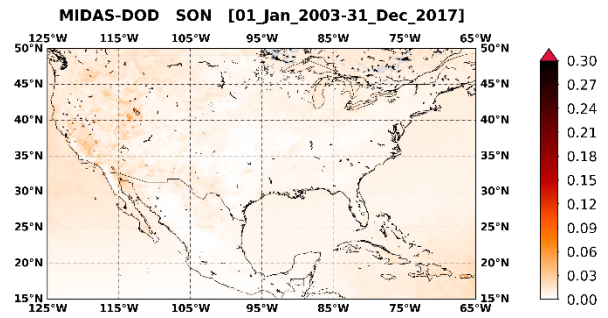 MIDAS-DOD SON [01_Jan_2003-31_Dec_2017]
125°W 115°W 105°W 95°W 85°W 75°W 65°W
50°N 50°N 0.30
45°N 45°N 0.27
0.24
40°N 40°N 0.21
0.18
35°N 35°N 0.15
30°N 30°N 0.12
0.09
25°N 25°N 0.06
20°N 20°N 0.03
15°N 15°N 0.00
125°W 115°W 105°W 95°W 85°W 75°W 65°W